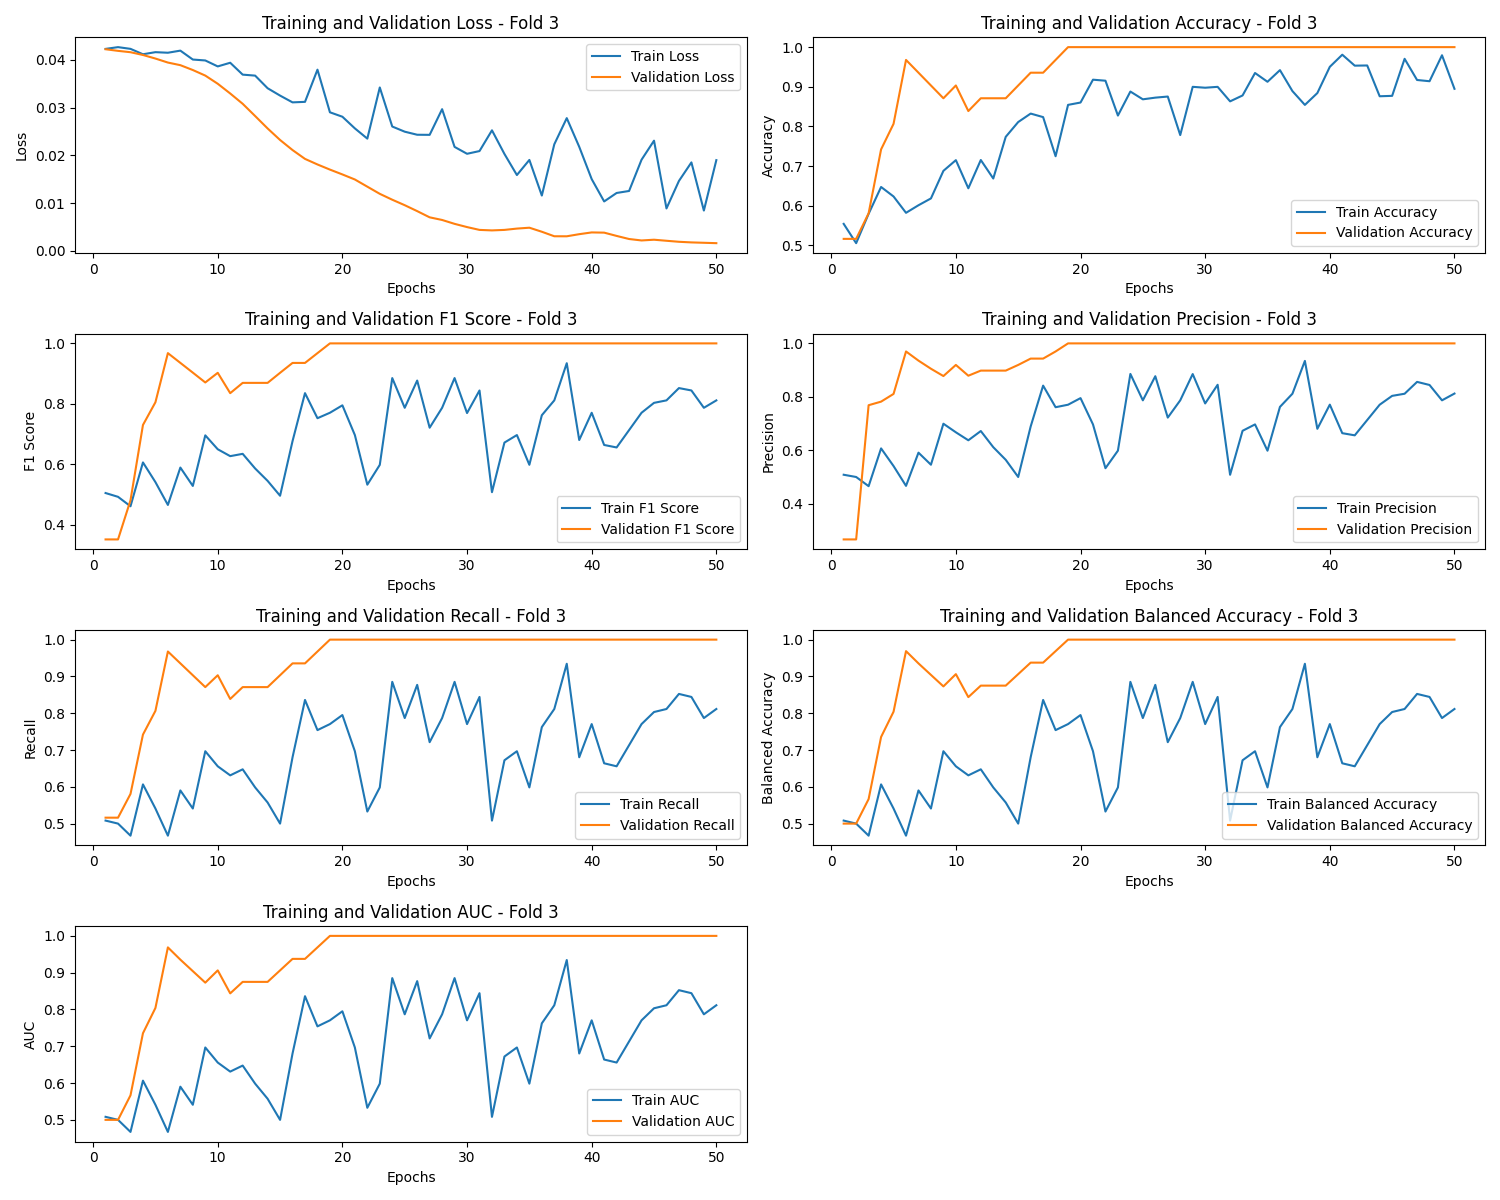 Training and Validation Loss - Fold 3
Loss
0.04
0.03
0.02
0.01
0.00
Train Loss
Validation Loss
0 10 20 30 40 50
Epochs
Training and Validation Accuracy - Fold 3
Accuracy
1.0
0.9
0.8
0.7
0.6
0.5
Train Accuracy
Validation Accuracy
0 10 20 30 40 50
Epochs
Training and Validation F1 Score - Fold 3
F1 Score
1.0
0.8
0.6
0.4
Train F1 Score
Validation F1 Score
0 10 20 30 40 50
Epochs
Training and Validation Precision - Fold 3
Precision
1.0
0.8
0.6
0.4
Train Precision
Validation Precision
0 10 20 30 40 50
Epochs
Training and Validation Recall - Fold 3
Recall
1.0
0.9
0.8
0.7
0.6
0.5
Train Recall
Validation Recall
0 10 20 30 40 50
Epochs
Training and Validation Balanced Accuracy - Fold 3
Balanced Accuracy
1.0
0.9
0.8
0.7
0.6
0.5
Train Balanced Accuracy
Validation Balanced Accuracy
0 10 20 30 40 50
Epochs
Training and Validation AUC - Fold 3
AUC
1.0
0.9
0.8
0.7
0.6
0.5
Train AUC
Validation AUC
0 10 20 30 40 50
Epochs